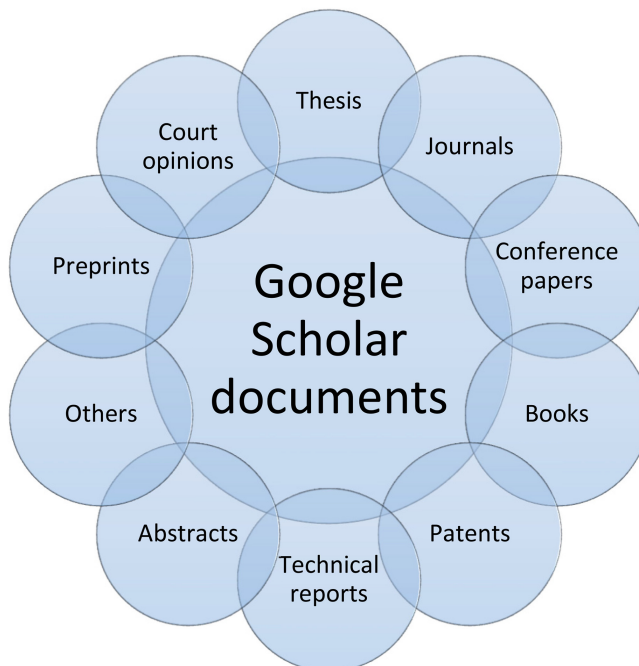 Thesis
Journals
Conference
papers
Books
Patents
Technical
reports
Abstracts
Others
Preprints
Court
opinions
Google
Scholar
documents